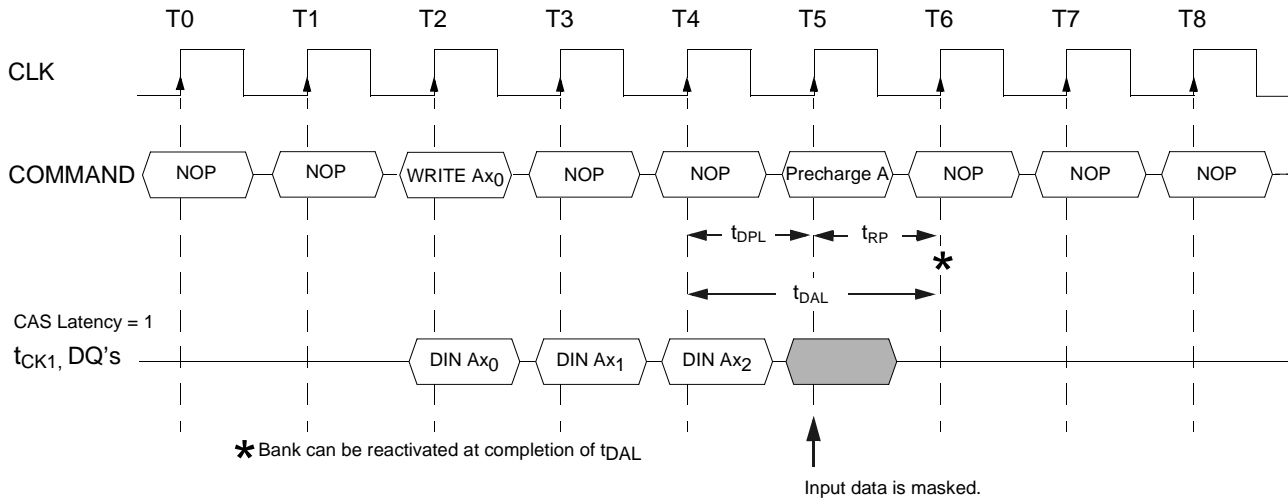 T0 T1 T2 T3 T4 T5 T6 T7 T8
CLK
COMMAND NOP NOP WRITE Ax0 NOP NOP Precharge A NOP NOP NOP
tDPL tRP
*
tDAL
CAS Latency = 1
tCK1, DQ's DIN Ax0 DIN Ax1 DIN Ax2
* Bank can be reactivated at completion of tDAL
Input data is masked.